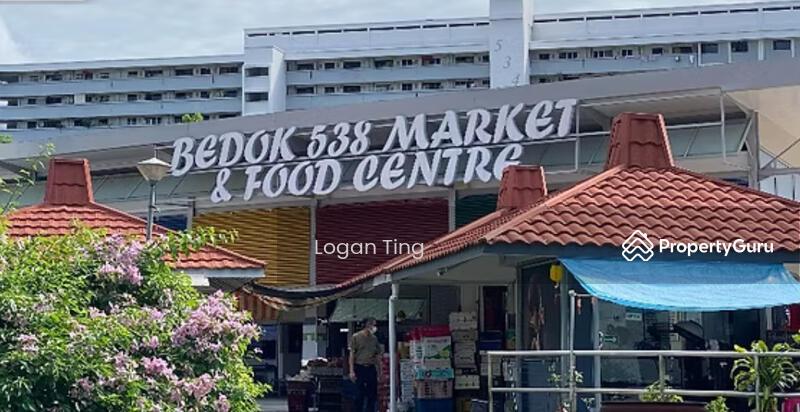 534
BEDOK 538 MARKET
& FOOD CENTRE
Logan Ting
PropertyGuru